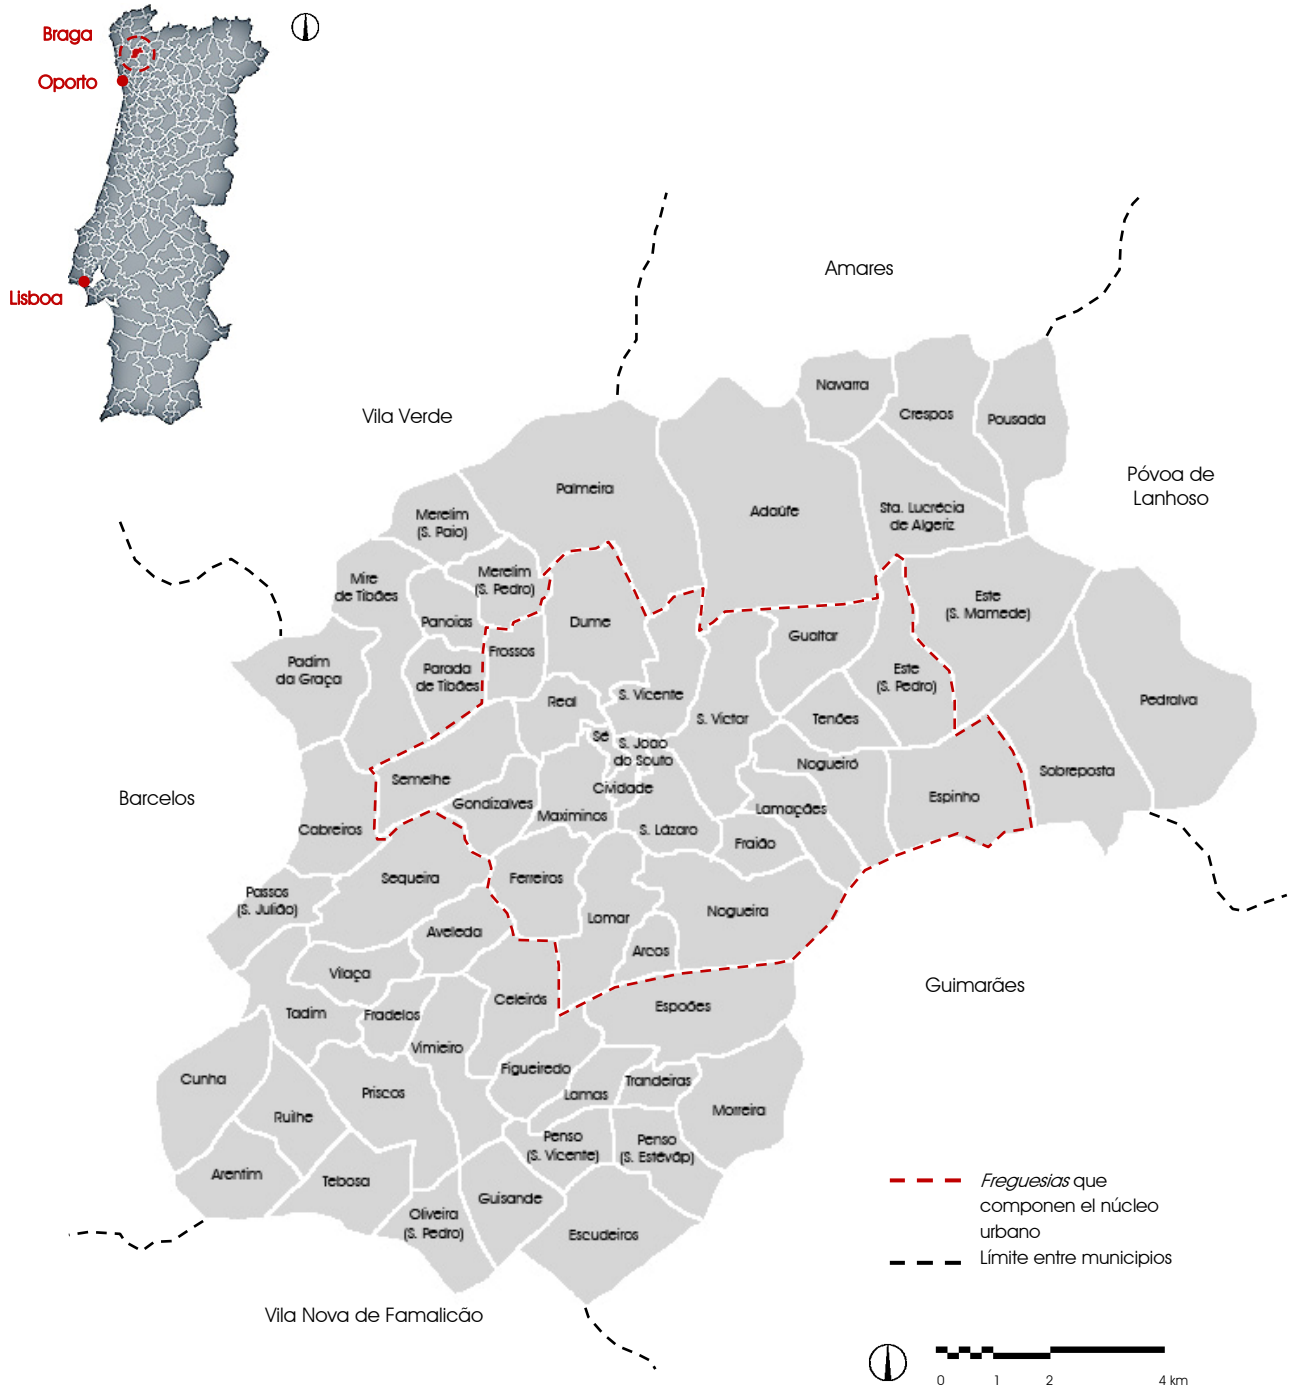 Braga
Oporto
Lisboa
Amares
Vila Verde
Póvoa de
Lanhoso
Barcelos
Guimarães
Vila Nova de Famalicão
Navarra
Crespos
Pousada
Palmeira
Adaúfe
Sta. Lucrécia
de Algeriz
Merelim
(S. Paio)
Merelim
(S. Pedro)
Mire
de Tibães
Panoias
Dume
Este
(S. Mamede)
Gualtar
Frossos
Padim
da Graça
Parada
de Tibães
Este
(S. Pedro)
Pedralva
Real
S. Vicente
S. Victor
Tenões
Sé
S. Joao
do Souto
Nogueiró
Sobreposta
Semelhe
Cividade
Espinho
Gondizalves
Maximinos
Lamações
Cabreiros
S. Lázaro
Fraião
Sequeira
Ferreiros
Passos
(S. Julião)
Lomar
Nogueira
Aveleda
Arcos
Vilaça
Celeirós
Espoões
Tadim
Fradelos
Vimieiro
Figueiredo
Cunha
Priscos
Lamas
Trandeiras
Morreira
Ruilhe
Penso
(S. Vicente)
Penso
(S. Estévãp)
Arentim
Tebosa
Guisande
Oliveira
(S. Pedro)
Escudeiros
Freguesias que
componen el núcleo
urbano
Límite entre municipios
0 1 2 4 km